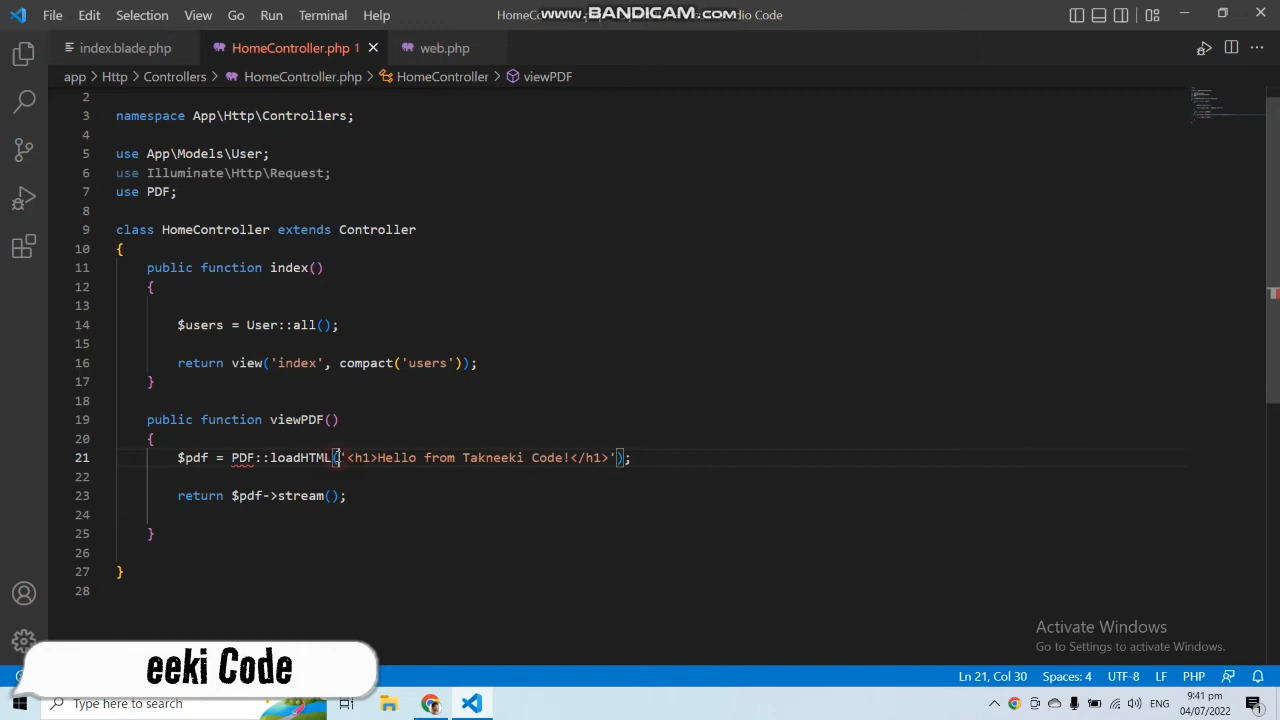 File Edit Selection View Go Run Terminal Help
www.BANDICAM.com
index.blade.php HomeController.php 1 web.php
app > Http > Controllers > HomeController.php > HomeController > viewPDF
2
3 namespace App\Http\Controllers;
4
5 use App\Models\User;
6 use Illuminate\Http\Request;
7 use PDF;
8
9 class HomeController extends Controller
10 {
11 public function index()
12 {
13
14 $users = User::all();
15
16 return view('index', compact('users'));
17 }
18
19 public function viewPDF()
20 {
21 $pdf = PDF::loadHTML('<h1>Hello from Takneeki Code!</h1>');
22
23 return $pdf->stream();
24
25 }
26
27 }
28
Activate Windows
Go to Settings to activate Windows.
eeki Code
Ln 21, Col 30 Spaces: 4 UTF-8 LF PHP
Type here to search
ENG
9:41 pm
04/07/2022
1